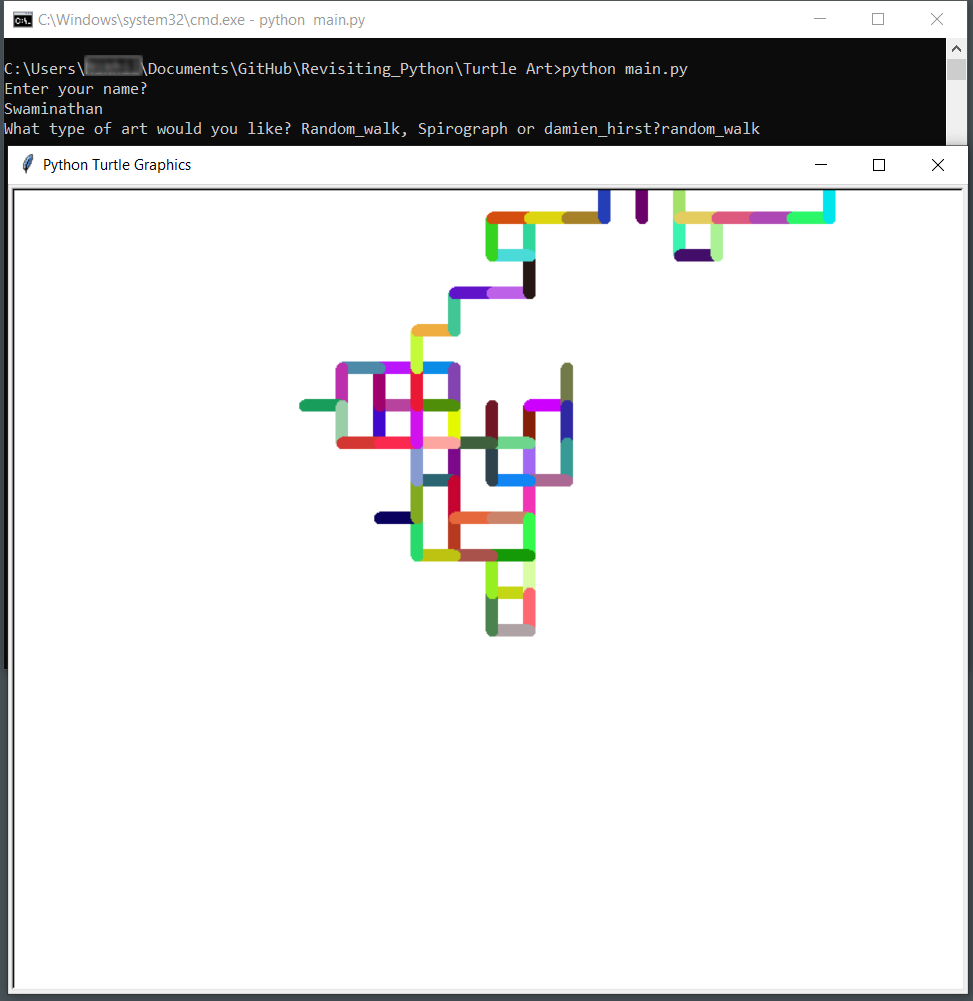 C:\Windows\system32\cmd.exe - python  main.py
C:\Users\ \Documents\GitHub\Revisiting_Python\Turtle Art>python main.py
Enter your name?
Swaminathan
What type of art would you like? Random_walk, Spirograph or damien_hirst?random_walk
Python Turtle Graphics